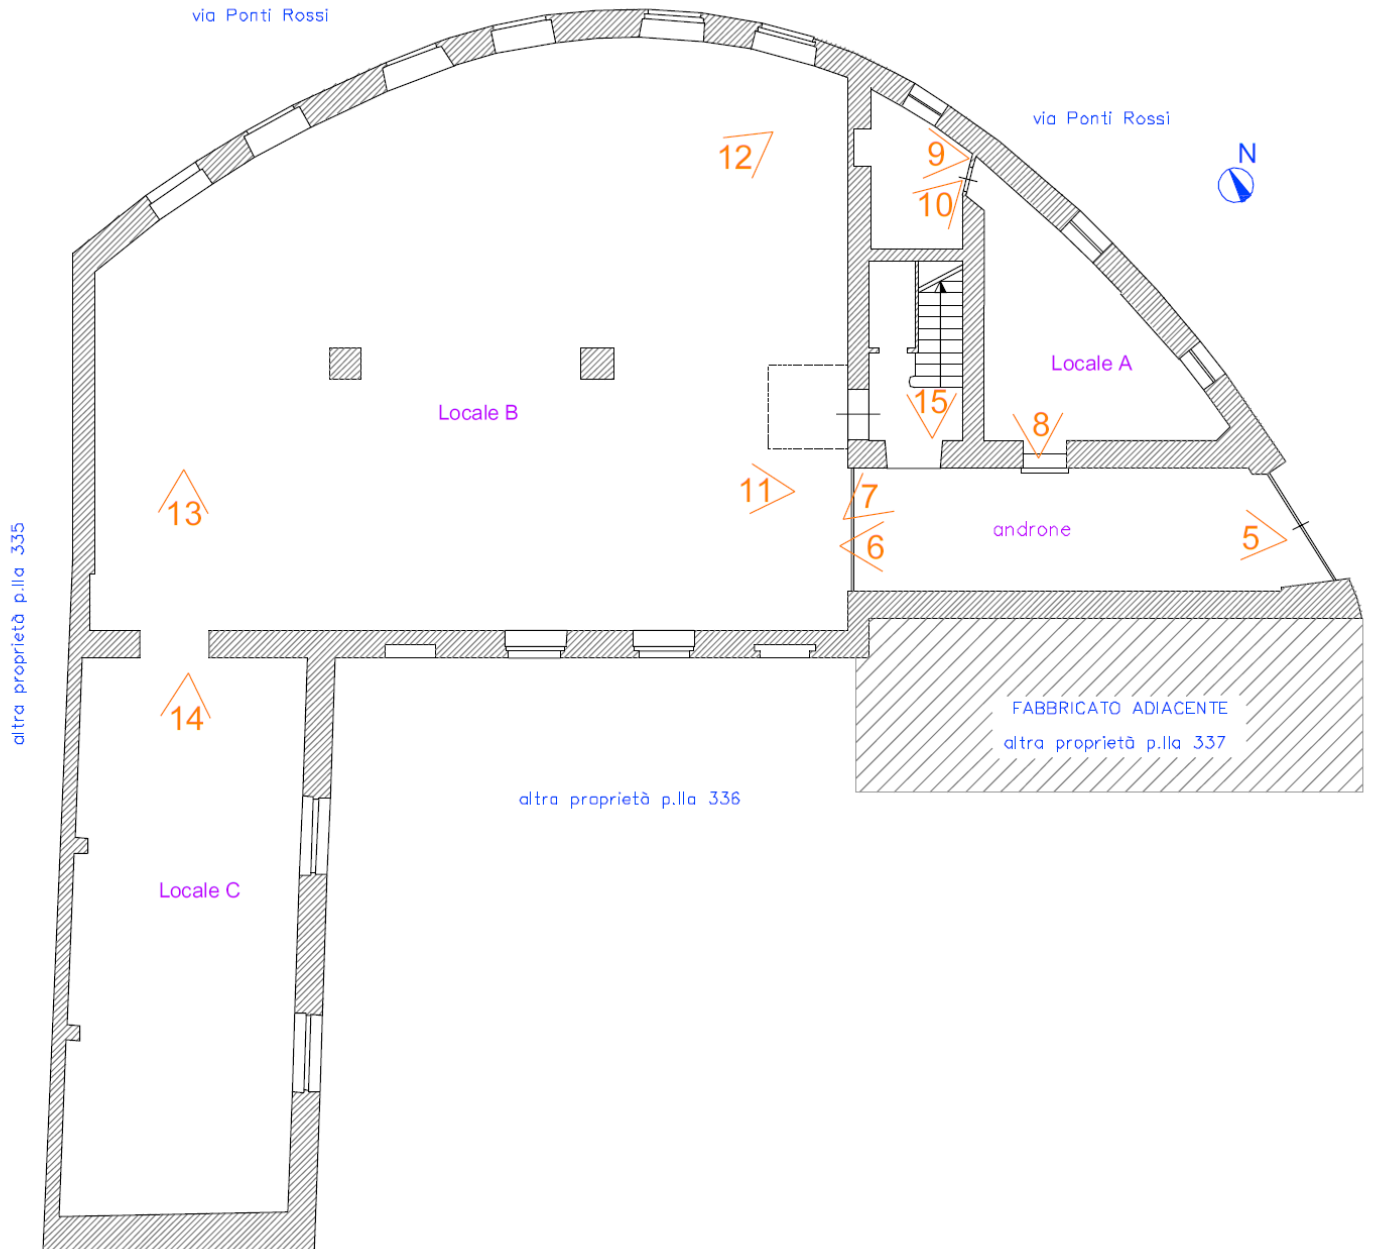 via Ponti Rossi
via Ponti Rossi
N
12
9
10
Locale A
Locale B
15
8
11
7
13
androne
6
5
altra proprietà p.lla 335
14
FABBRICATO ADIACENTE
altra proprietà p.lla 337
altra proprietà p.lla 336
Locale C